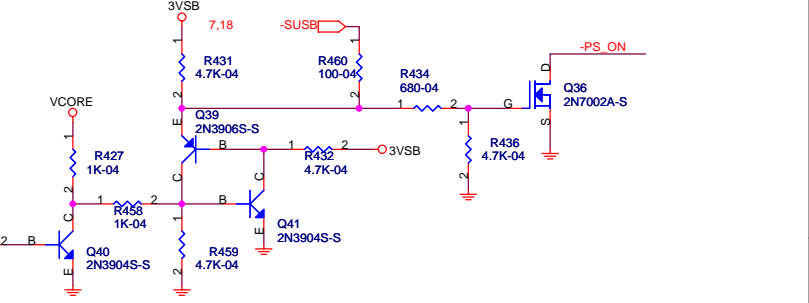 3VSB
7,18
-SUSB
-PS_ON
1
R431
4.7K-04
2
1
R460
100-04
2
R434
680-04
1
2
D
G
S
Q36
2N7002A-S
VCORE
1
R427
1K-04
2
E
Q39
2N3906S-S
B
C
1
R432
4.7K-04
2
3VSB
1
R436
4.7K-04
2
1
R458
1K-04
2
C
B
E
Q41
2N3904S-S
1
R459
4.7K-04
2
2
B
C
E
Q40
2N3904S-S